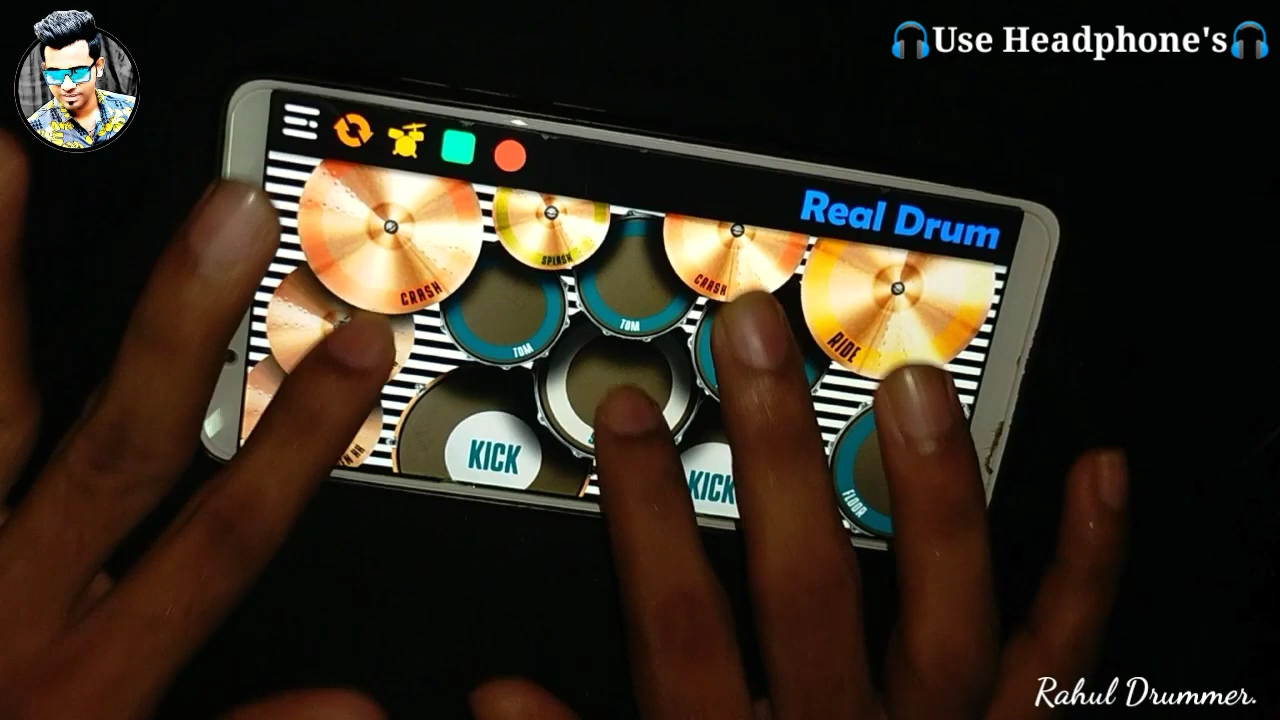 🎧Use Headphone's🎧
Real Drum
CRASH
SPLASH
CRASH
TOM
TOM
RIDE
KICK
KICK
FLOOR
Rahul Drummer.